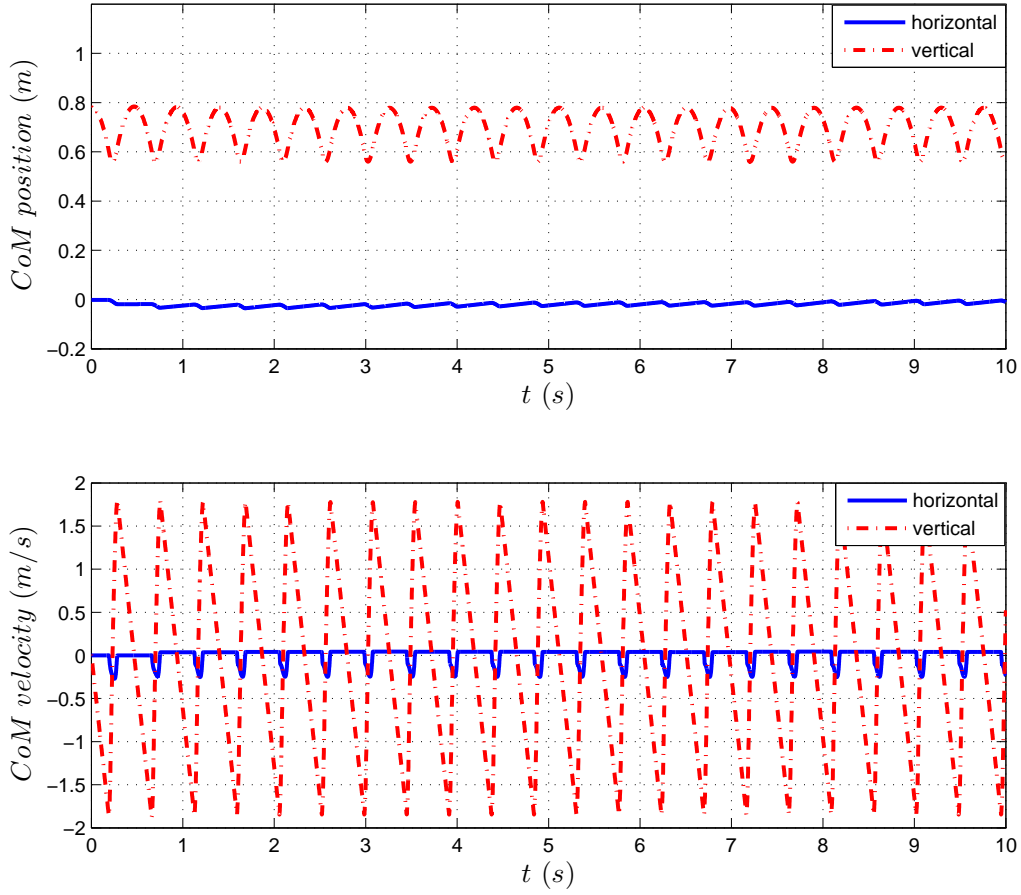 horizontal
vertical
1
0.8
0.6
0.4
0.2
0
−0.2
CoM position (m)
0 1 2 3 4 5 6 7 8 9 10
t (s)
horizontal
vertical
2
1.5
1
0.5
0
−0.5
−1
−1.5
−2
CoM velocity (m/s)
0 1 2 3 4 5 6 7 8 9 10
t (s)